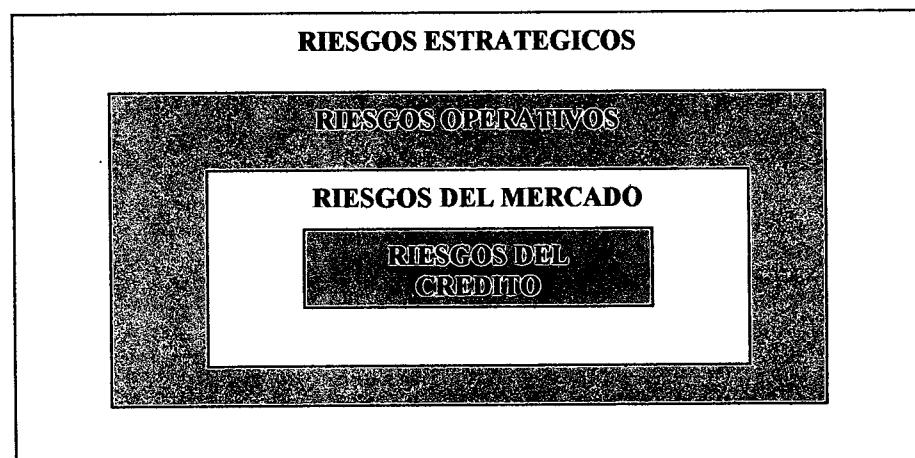 RIESGOS ESTRATEGICOS
RIESGOS OPERATIVOS
RIESGOS DEL MERCADO
RIESGOS DEL
CREDITO